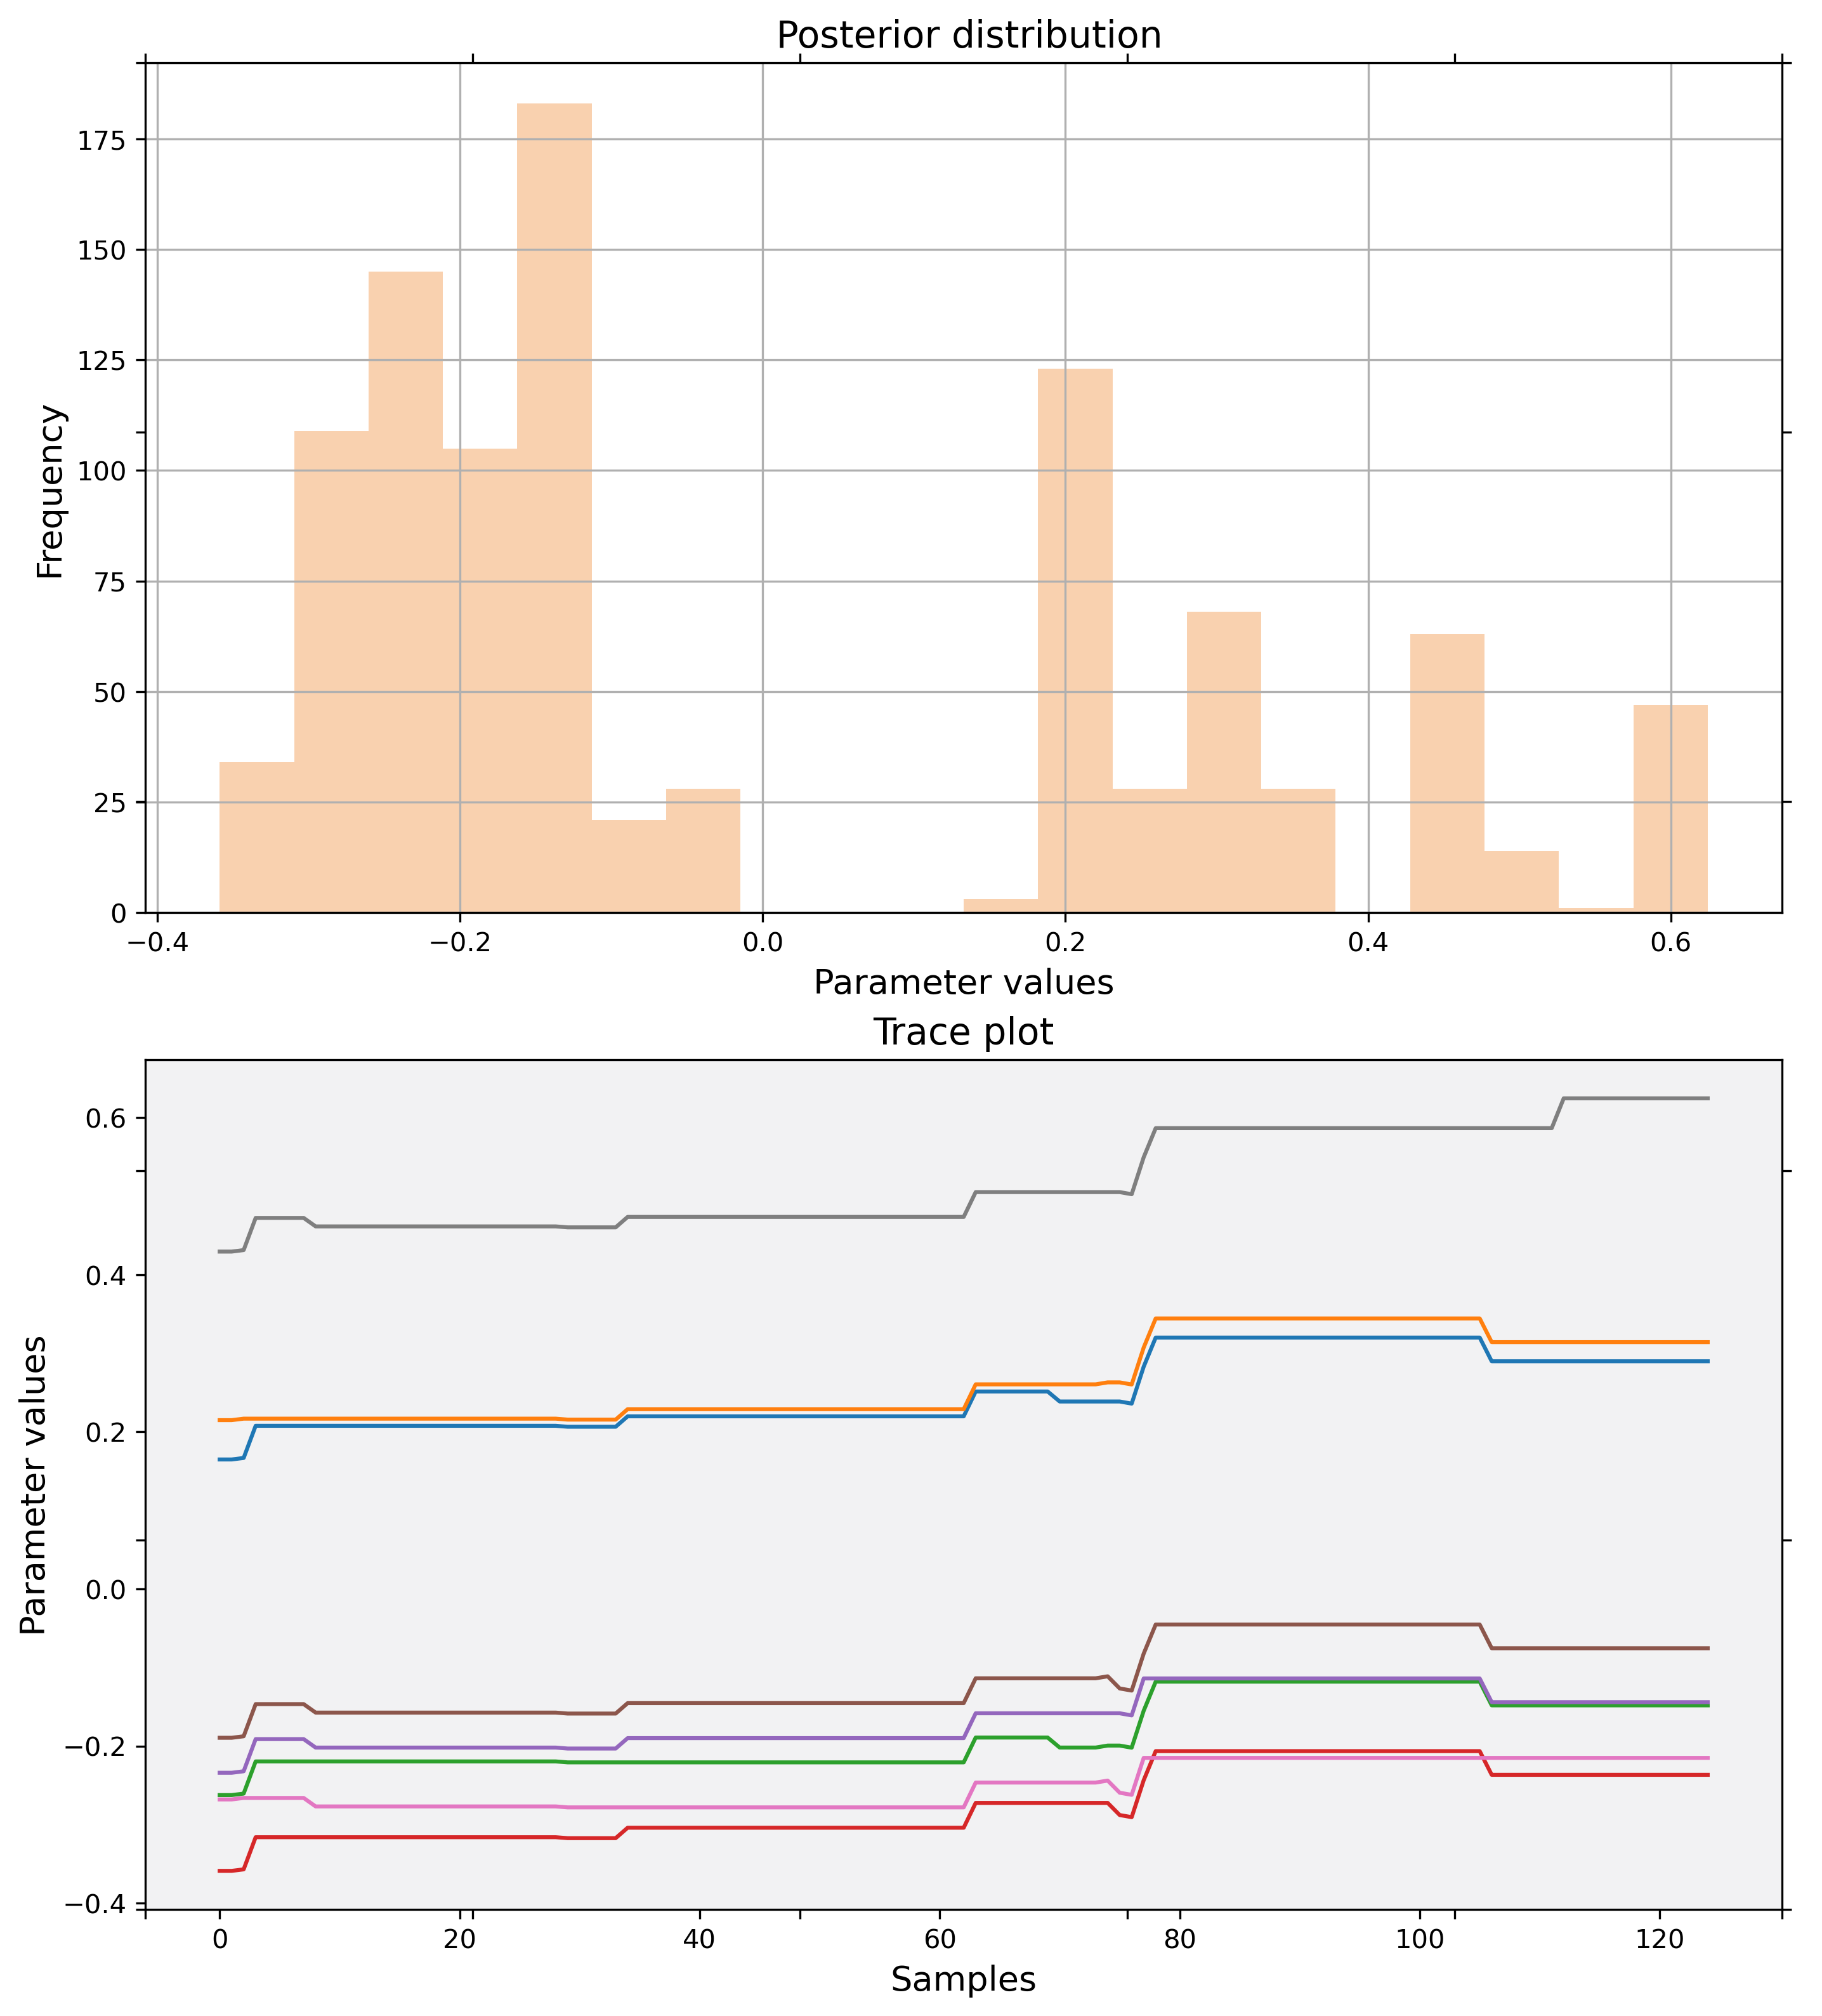 Posterior distribution
175
150
125
100
75
50
25
0
Frequency
−0.4 −0.2 0.0 0.2 0.4 0.6
Parameter values
Trace plot
0.6
0.4
0.2
0.0
−0.2
−0.4
Parameter values
0 20 40 60 80 100 120
Samples